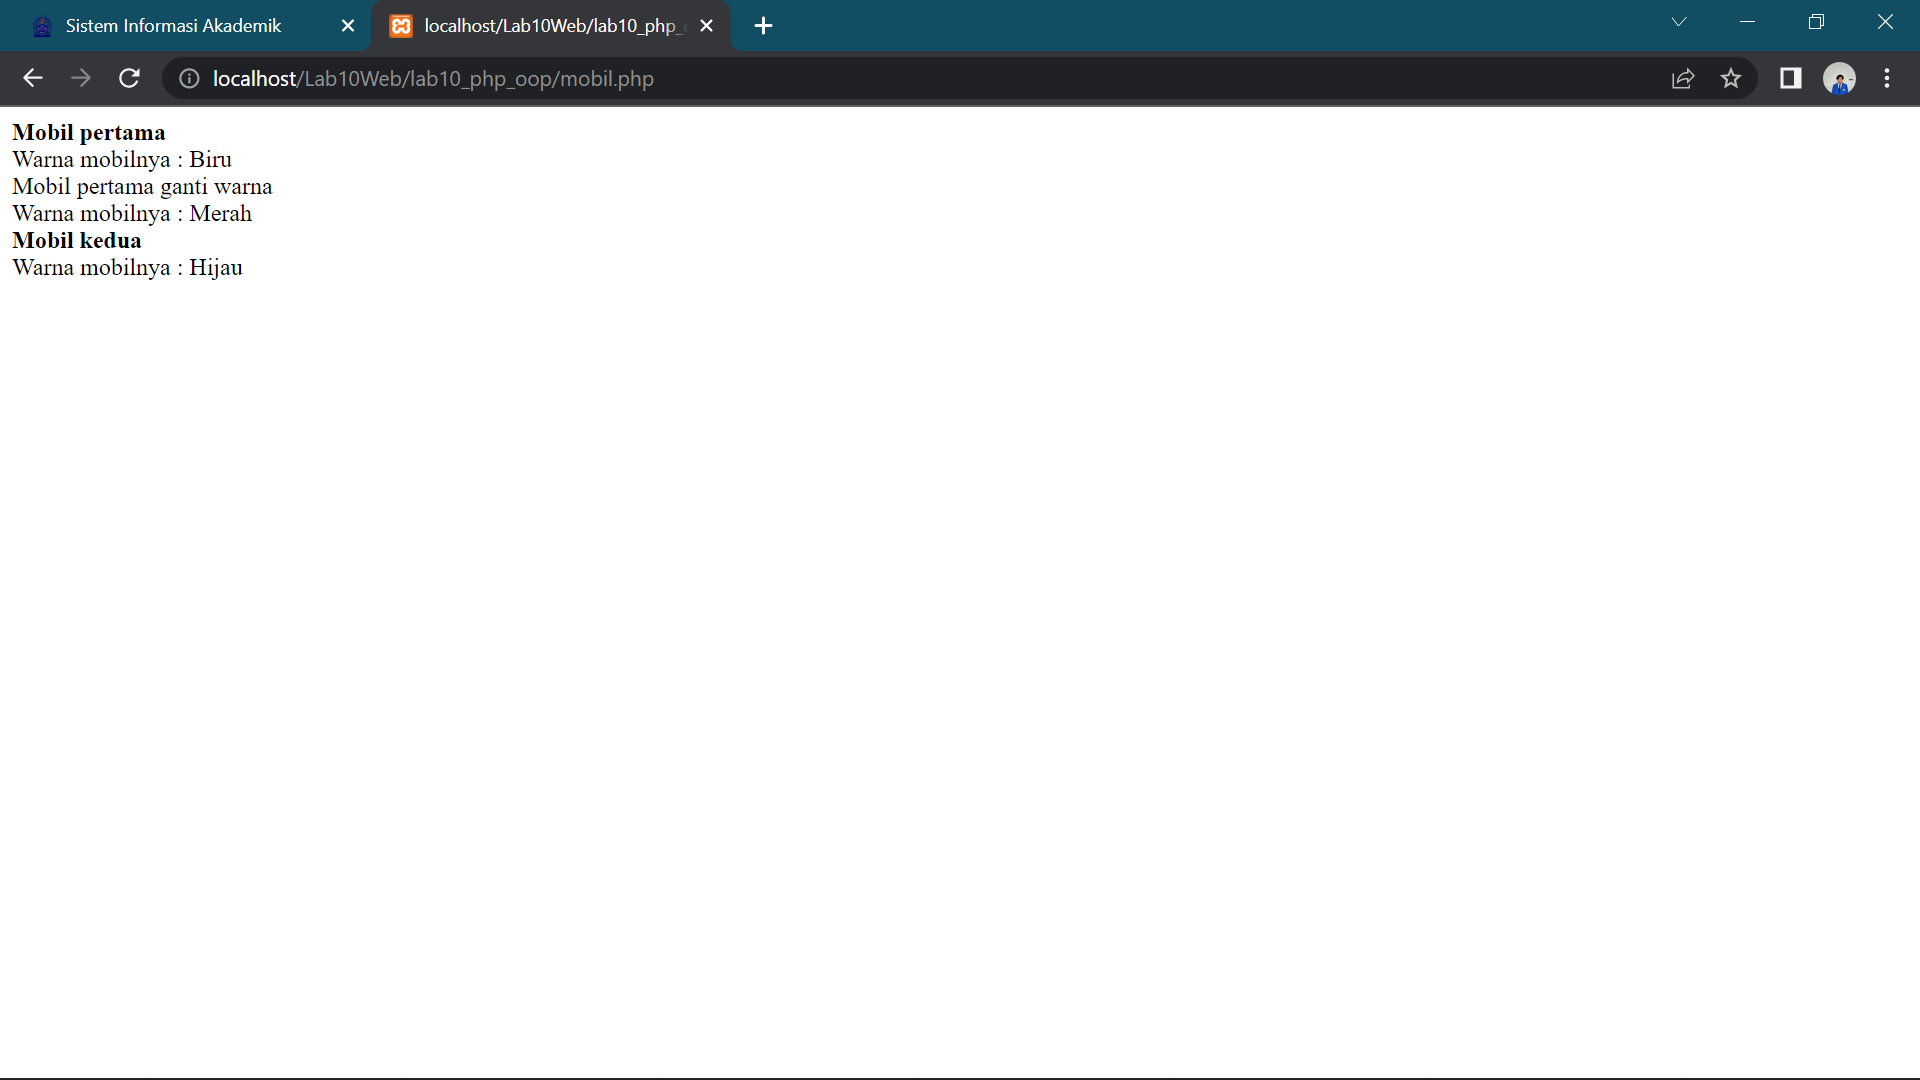 Sistem Informasi Akademik
localhost/Lab10Web/lab10_php_
localhost/Lab10Web/lab10_php_oop/mobil.php
Mobil pertama
Warna mobilnya : Biru
Mobil pertama ganti warna
Warna mobilnya : Merah
Mobil kedua
Warna mobilnya : Hijau